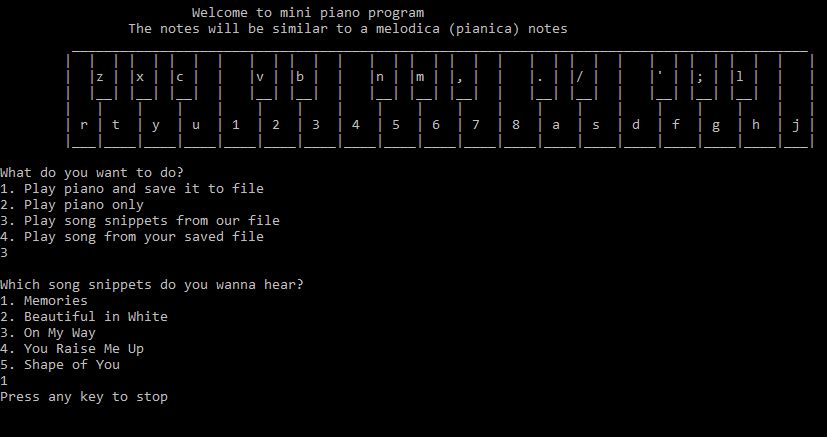 Welcome to mini piano program
The notes will be similar to a melodica (pianica) notes
z x c v b n m , . / ' ; l
r t y u 1 2 3 4 5 6 7 8 a s d f g h j
What do you want to do?
1. Play piano and save it to file
2. Play piano only
3. Play song snippets from our file
4. Play song from your saved file
3
Which song snippets do you wanna hear?
1. Memories
2. Beautiful in White
3. On My Way
4. You Raise Me Up
5. Shape of You
1
Press any key to stop